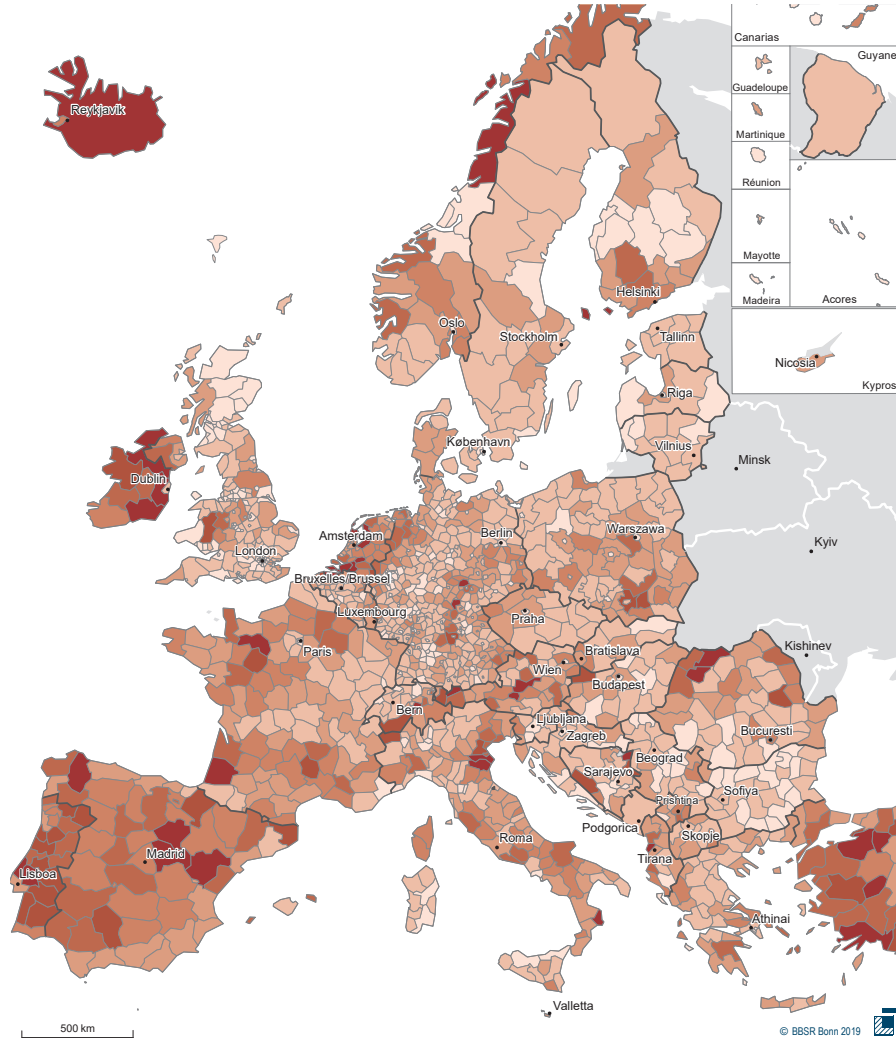 Canarias
Guyane
Guadeloupe
Martinique
Réunion
Mayotte
Madeira
Acores
Nicosia
Kypros
Reykjavik
Helsinki
Oslo
Stockholm
Tallinn
Riga
København
Vilnius
Minsk
Dublin
London
Amsterdam
Berlin
Warszawa
Kyiv
Bruxelles/Brussel
Luxembourg
Praha
Paris
Kishinev
Bratislava
Wien
Budapest
Bern
Ljubljana
Zagreb
Bucuresti
Beograd
Sarajevo
Prishtina
Sofiya
Podgorica
Skopje
Madrid
Roma
Tirana
Lisboa
Athinai
Valletta
500 km
© BBSR Bonn 2019